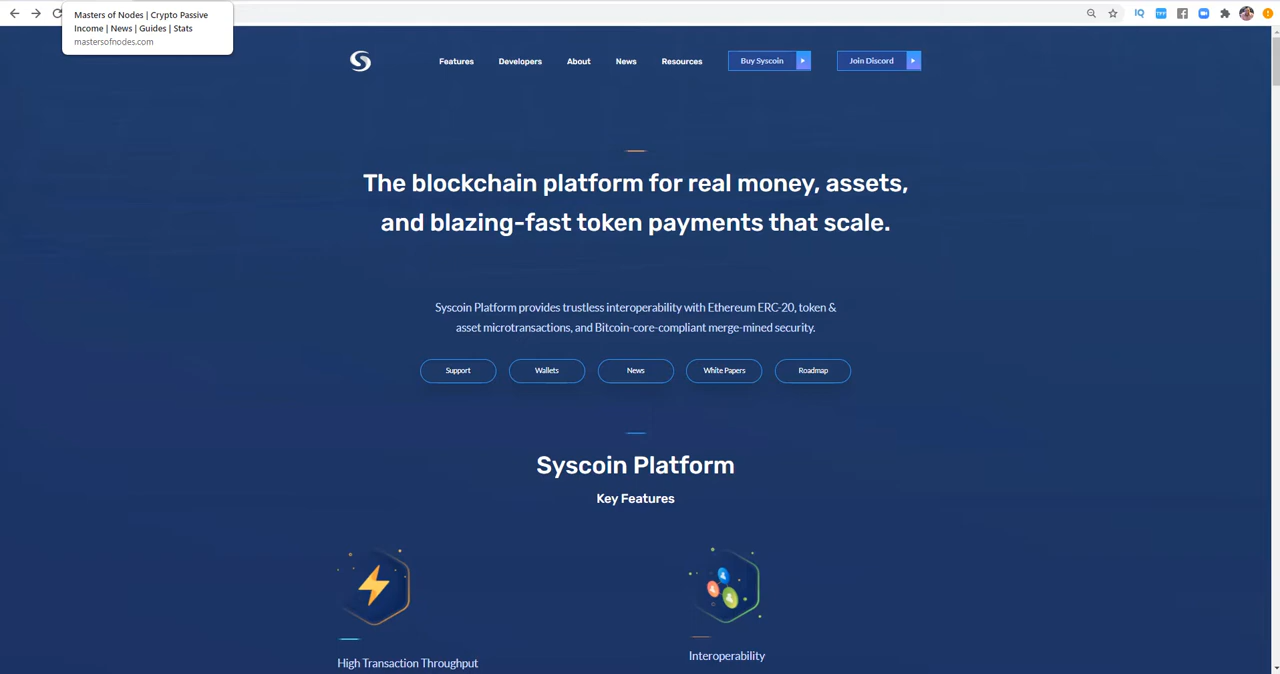 Masters of Nodes | Crypto Passive
Income | News | Guides | Stats
mastersofnodes.com
IQ
Features
Developers
About
News
Resources
Buy Syscoin
Join Discord
The blockchain platform for real money, assets,
and blazing-fast token payments that scale.
Syscoin Platform provides trustless interoperability with Ethereum ERC-20, token &
asset microtransactions, and Bitcoin-core-compliant merge-mined security.
Support
Wallets
News
White Papers
Roadmap
Syscoin Platform
Key Features
High Transaction Throughput
Interoperability